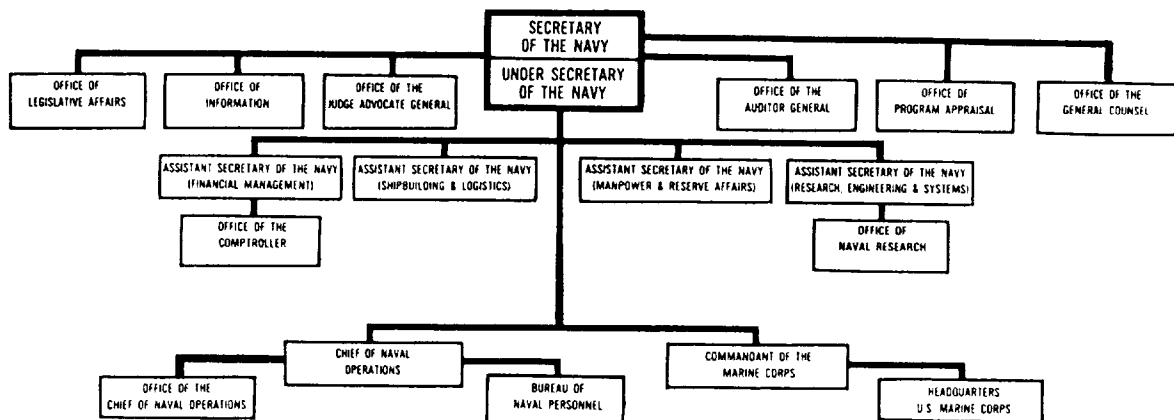 SECRETARY
OF THE NAVY
UNDER SECRETARY
OF THE NAVY
OFFICE OF
LEGISLATIVE AFFAIRS
OFFICE OF
INFORMATION
OFFICE OF THE
JUDGE ADVOCATE GENERAL
OFFICE OF THE
AUDITOR GENERAL
OFFICE OF
PROGRAM APPRAISAL
OFFICE OF THE
GENERAL COUNSEL
ASSISTANT SECRETARY OF THE NAVY
(FINANCIAL MANAGEMENT)
ASSISTANT SECRETARY OF THE NAVY
(SHIPBUILDING & LOGISTICS)
ASSISTANT SECRETARY OF THE NAVY
(MANPOWER & RESERVE AFFAIRS)
ASSISTANT SECRETARY OF THE NAVY
(RESEARCH, ENGINEERING & SYSTEMS)
OFFICE OF THE
COMPTROLLER
OFFICE OF
NAVAL RESEARCH
CHIEF OF NAVAL
OPERATIONS
COMMANDANT OF THE
MARINE CORPS
OFFICE OF THE
CHIEF OF NAVAL OPERATIONS
BUREAU OF
NAVAL PERSONNEL
HEADQUARTERS
U.S. MARINE CORPS